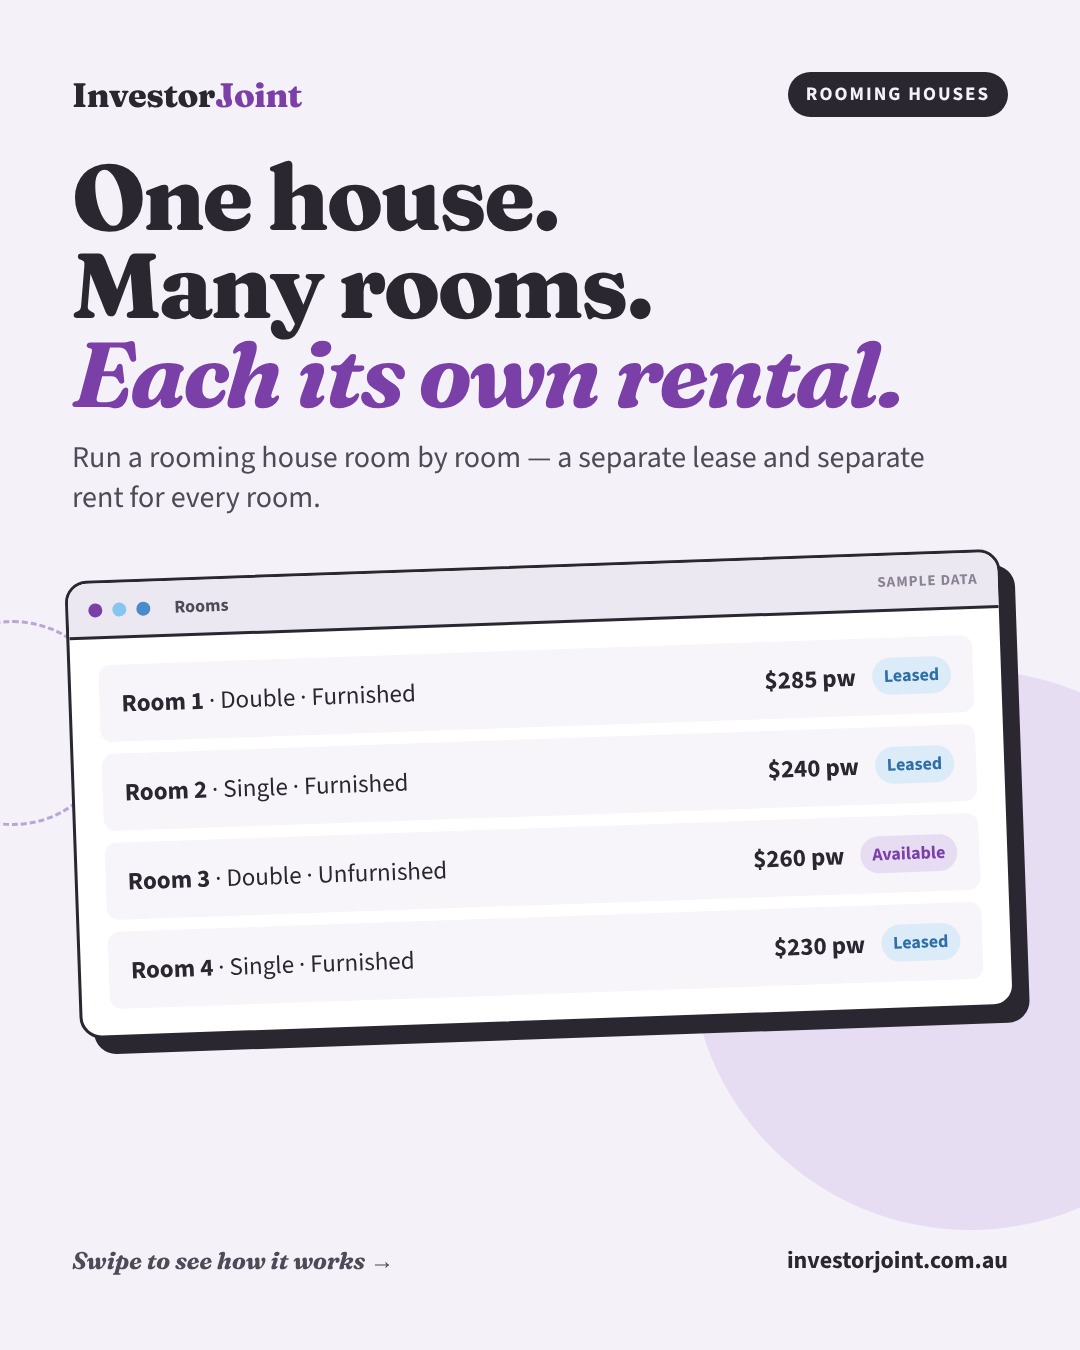 InvestorJoint
ROOMING HOUSES
One house.
Many rooms.
Each its own rental.
Run a rooming house room by room — a separate lease and separate
rent for every room.
Rooms
SAMPLE DATA
Room 1 · Double · Furnished $285 pw Leased
Room 2 · Single · Furnished $240 pw Leased
Room 3 · Double · Unfurnished $260 pw Available
Room 4 · Single · Furnished $230 pw Leased
Swipe to see how it works →
investorjoint.com.au